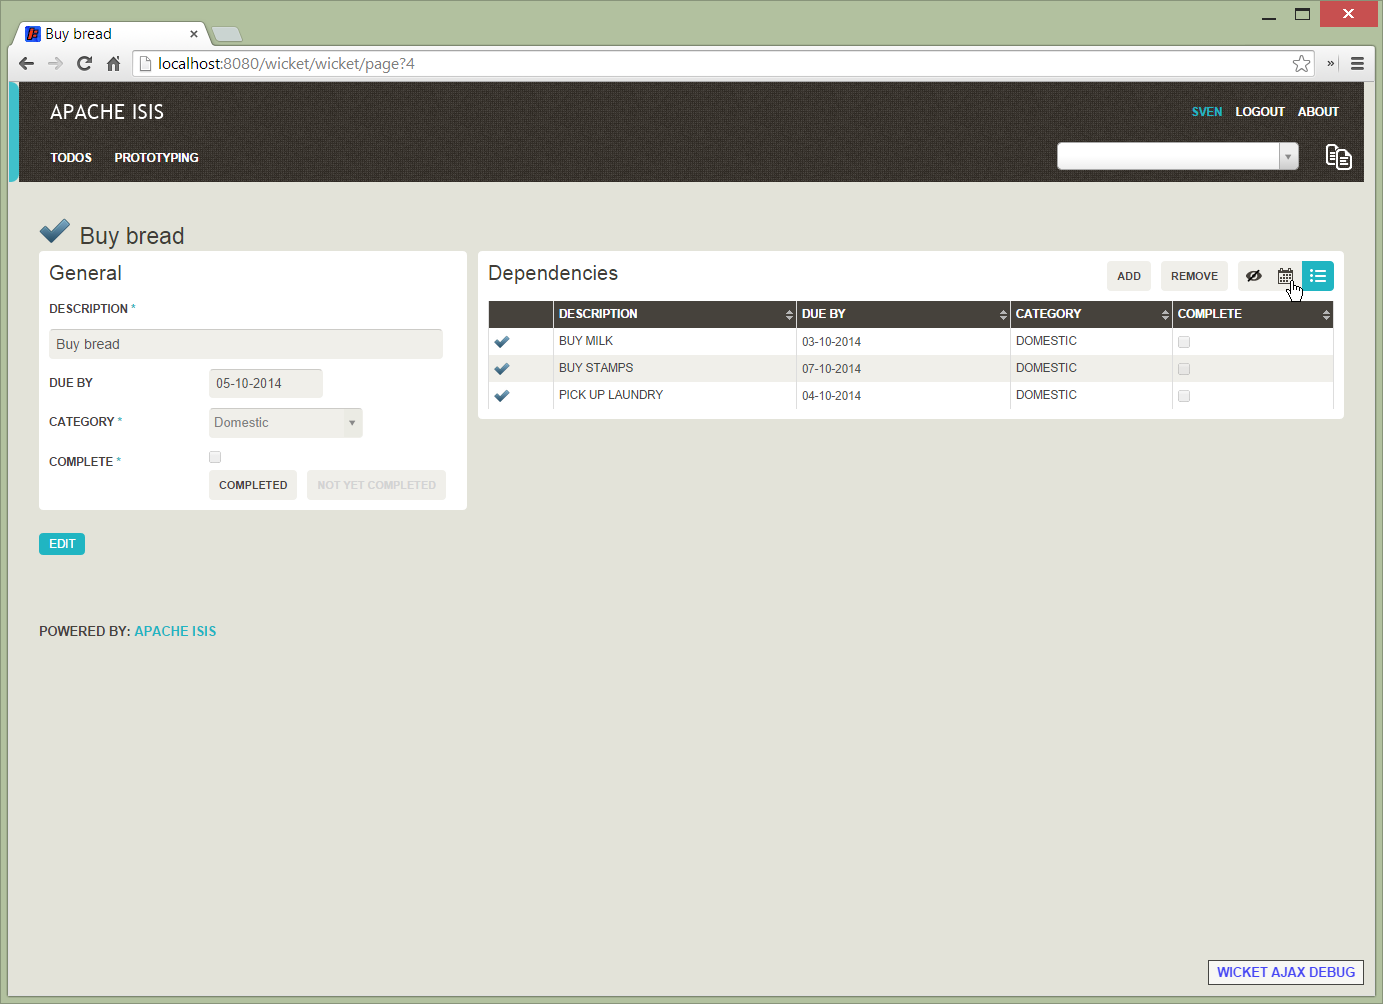 Buy bread
localhost:8080/wicket/wicket/page?4
APACHE ISIS
SVEN LOGOUT ABOUT
TODOS PROTOTYPING
Buy bread
General
DESCRIPTION *
Buy bread
DUE BY 05-10-2014
CATEGORY * Domestic
COMPLETE *
COMPLETED NOT YET COMPLETED
EDIT
Dependencies
ADD REMOVE
DESCRIPTION DUE BY CATEGORY COMPLETE
BUY MILK 03-10-2014 DOMESTIC
BUY STAMPS 07-10-2014 DOMESTIC
PICK UP LAUNDRY 04-10-2014 DOMESTIC
POWERED BY: APACHE ISIS
WICKET AJAX DEBUG